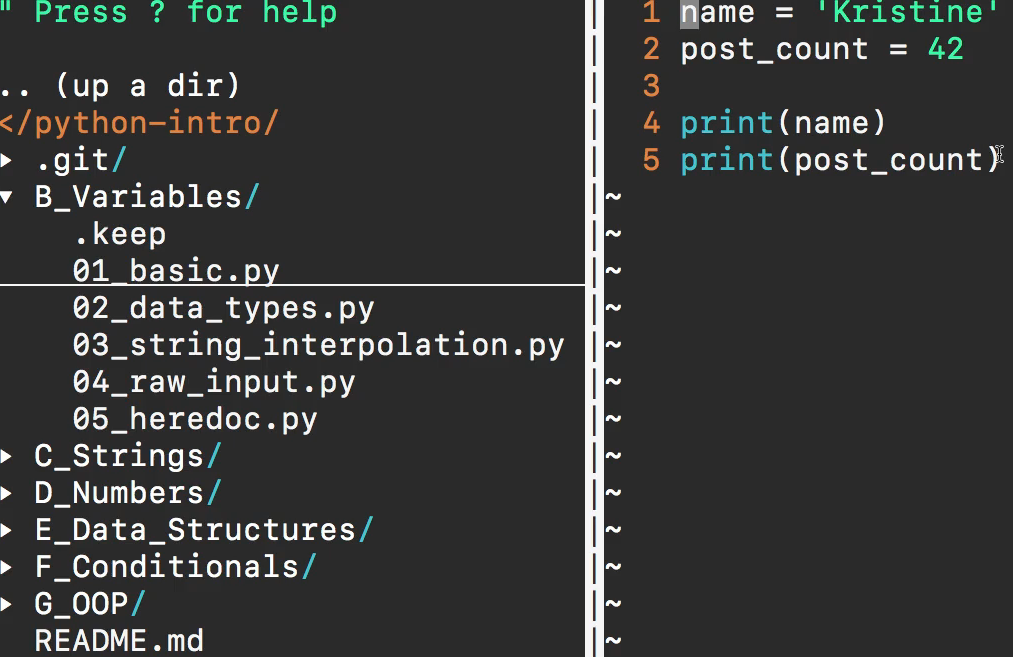 " Press ? for help
.. (up a dir)
</python-intro/
▸ .git/
▾ B_Variables/
.keep
01_basic.py
02_data_types.py
03_string_interpolation.py
04_raw_input.py
05_heredoc.py
▸ C_Strings/
▸ D_Numbers/
▸ E_Data_Structures/
▸ F_Conditionals/
▸ G_OOP/
README.md
1 name = 'Kristine'
2 post_count = 42
3
4 print(name)
5 print(post_count)
~
~
~
~
~
~
~
~
~
~
~
~
~